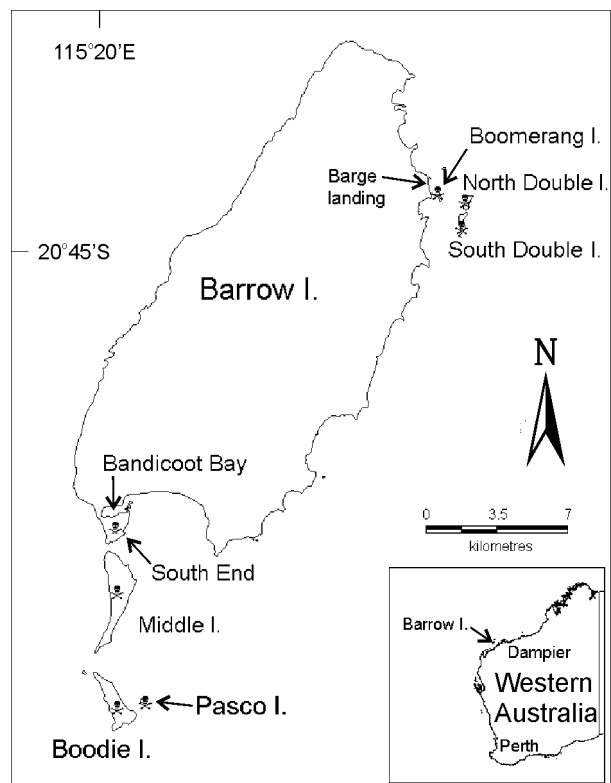 115°20'E
Boomerang I.
Barge
landing
North Double I.
20°45'S
South Double I.
Barrow I.
N
Bandicoot Bay
0 3.5 7
kilometres
South End
Middle I.
Barrow I.
Dampier
Western
Australia
Pasco I.
Boodie I.
Perth